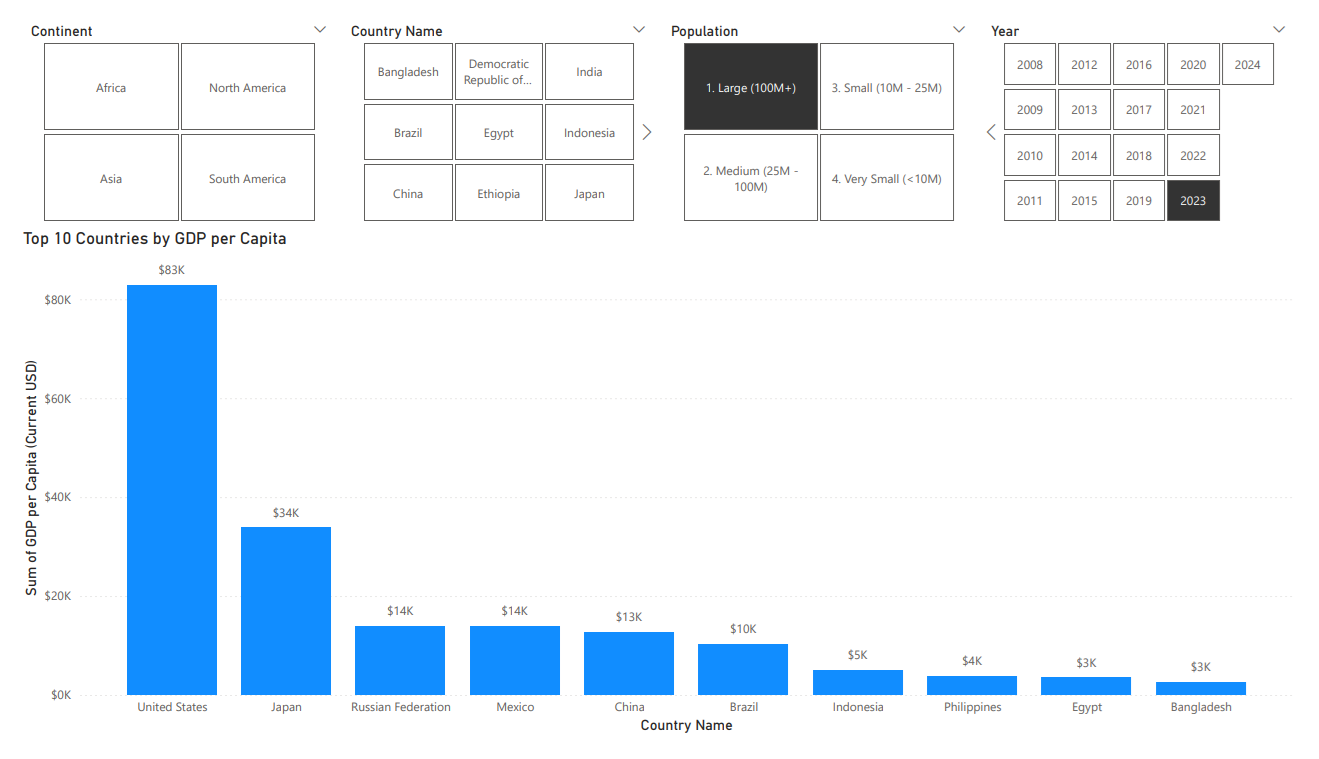 Continent
Country Name
Population
Year
Africa
North America
Asia
South America
Bangladesh
Democratic
Republic of...
India
Brazil
Egypt
Indonesia
China
Ethiopia
Japan
1. Large (100M+)
3. Small (10M - 25M)
2. Medium (25M -
100M)
4. Very Small (<10M)
2008 2012 2016 2020 2024
2009 2013 2017 2021
2010 2014 2018 2022
2011 2015 2019 2023
Top 10 Countries by GDP per Capita
Sum of GDP per Capita (Current USD)
$80K
$60K
$40K
$20K
$0K
$83K
$34K
$14K
$14K
$13K
$10K
$5K
$4K
$3K
$3K
United States
Japan
Russian Federation
Mexico
China
Brazil
Indonesia
Philippines
Egypt
Bangladesh
Country Name